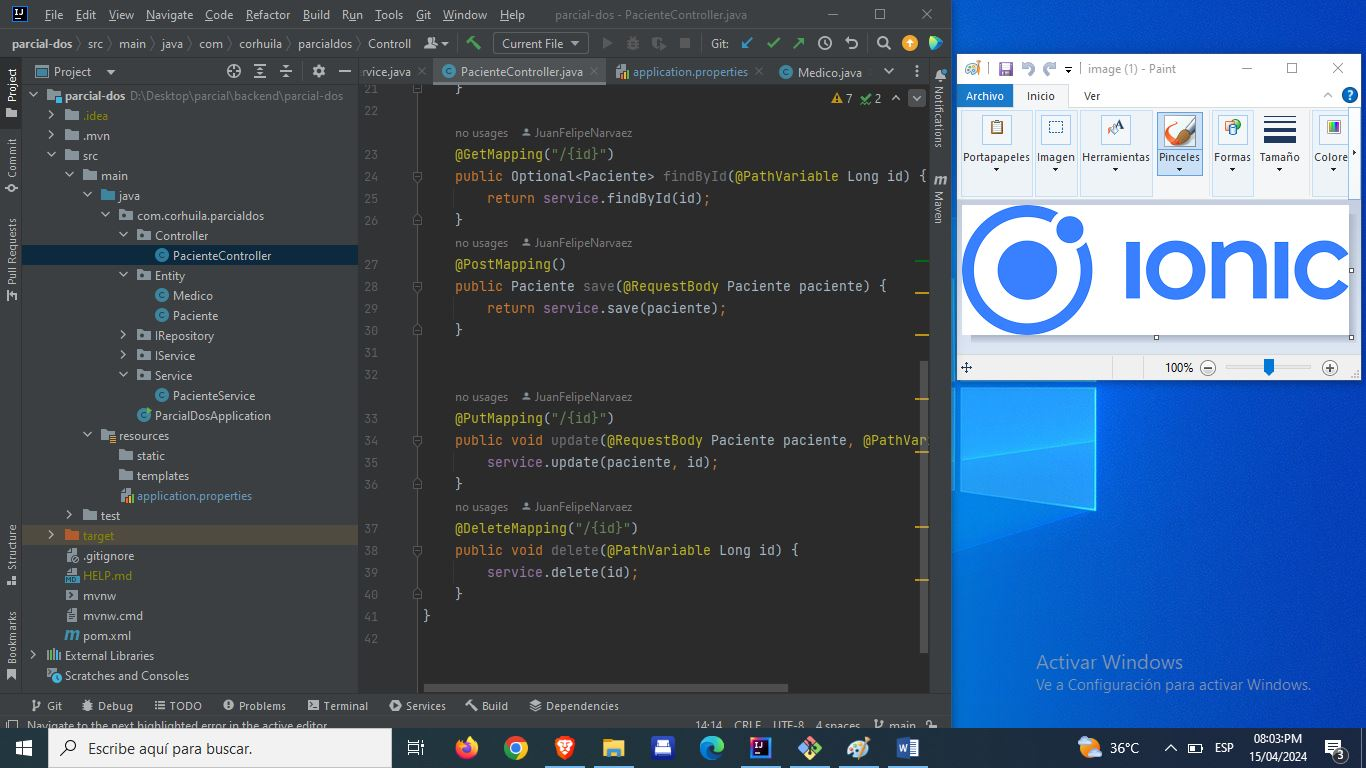 File Edit View Navigate Code Refactor Build Run Tools Git Window Help parcial-dos - PacienteController.java
parcial-dos src main java com corhuila parcialdos Controll Current File Git:
Project
rvice.java PacienteController.java application.properties Medico.java
parcial-dos D:\Desktop\parcial\backend\parcial-dos
.idea
.mvn
src
main
java
com.corhuila.parcialdos
Controller
PacienteController
Entity
Medico
Paciente
IRepository
IService
Service
PacienteService
ParcialDosApplication
resources
static
templates
application.properties
test
target
.gitignore
HELP.md
mvnw
mvnw.cmd
pom.xml
External Libraries
Scratches and Consoles
Project
Commit
Pull Requests
Structure
Bookmarks
7 2
21 }
22
no usages JuanFelipeNarvaez
23 @GetMapping("/{id}")
24 public Optional<Paciente> findById(@PathVariable Long id) {
25 return service.findById(id);
26 }
no usages JuanFelipeNarvaez
27 @PostMapping()
28 public Paciente save(@RequestBody Paciente paciente) {
29 return service.save(paciente);
30 }
31
32
no usages JuanFelipeNarvaez
33 @PutMapping("/{id}")
34 public void update(@RequestBody Paciente paciente, @PathVari
35 service.update(paciente, id);
36 }
no usages JuanFelipeNarvaez
37 @DeleteMapping("/{id}")
38 public void delete(@PathVariable Long id) {
39 service.delete(id);
40 }
41 }
42
Notifications
Maven
Git Debug TODO Problems Terminal Services Build Dependencies
Navigate to the next highlighted error in the active editor 14:14 CRLF UTF-8 4 spaces main
image (1) - Paint
Archivo Inicio Ver
Portapapeles Imagen Herramientas Pinceles Formas Tamaño Colore
IONIC
100%
Activar Windows
Ve a Configuración para activar Windows.
Escribe aquí para buscar.
36°C ESP 08:03:PM
15/04/2024
3